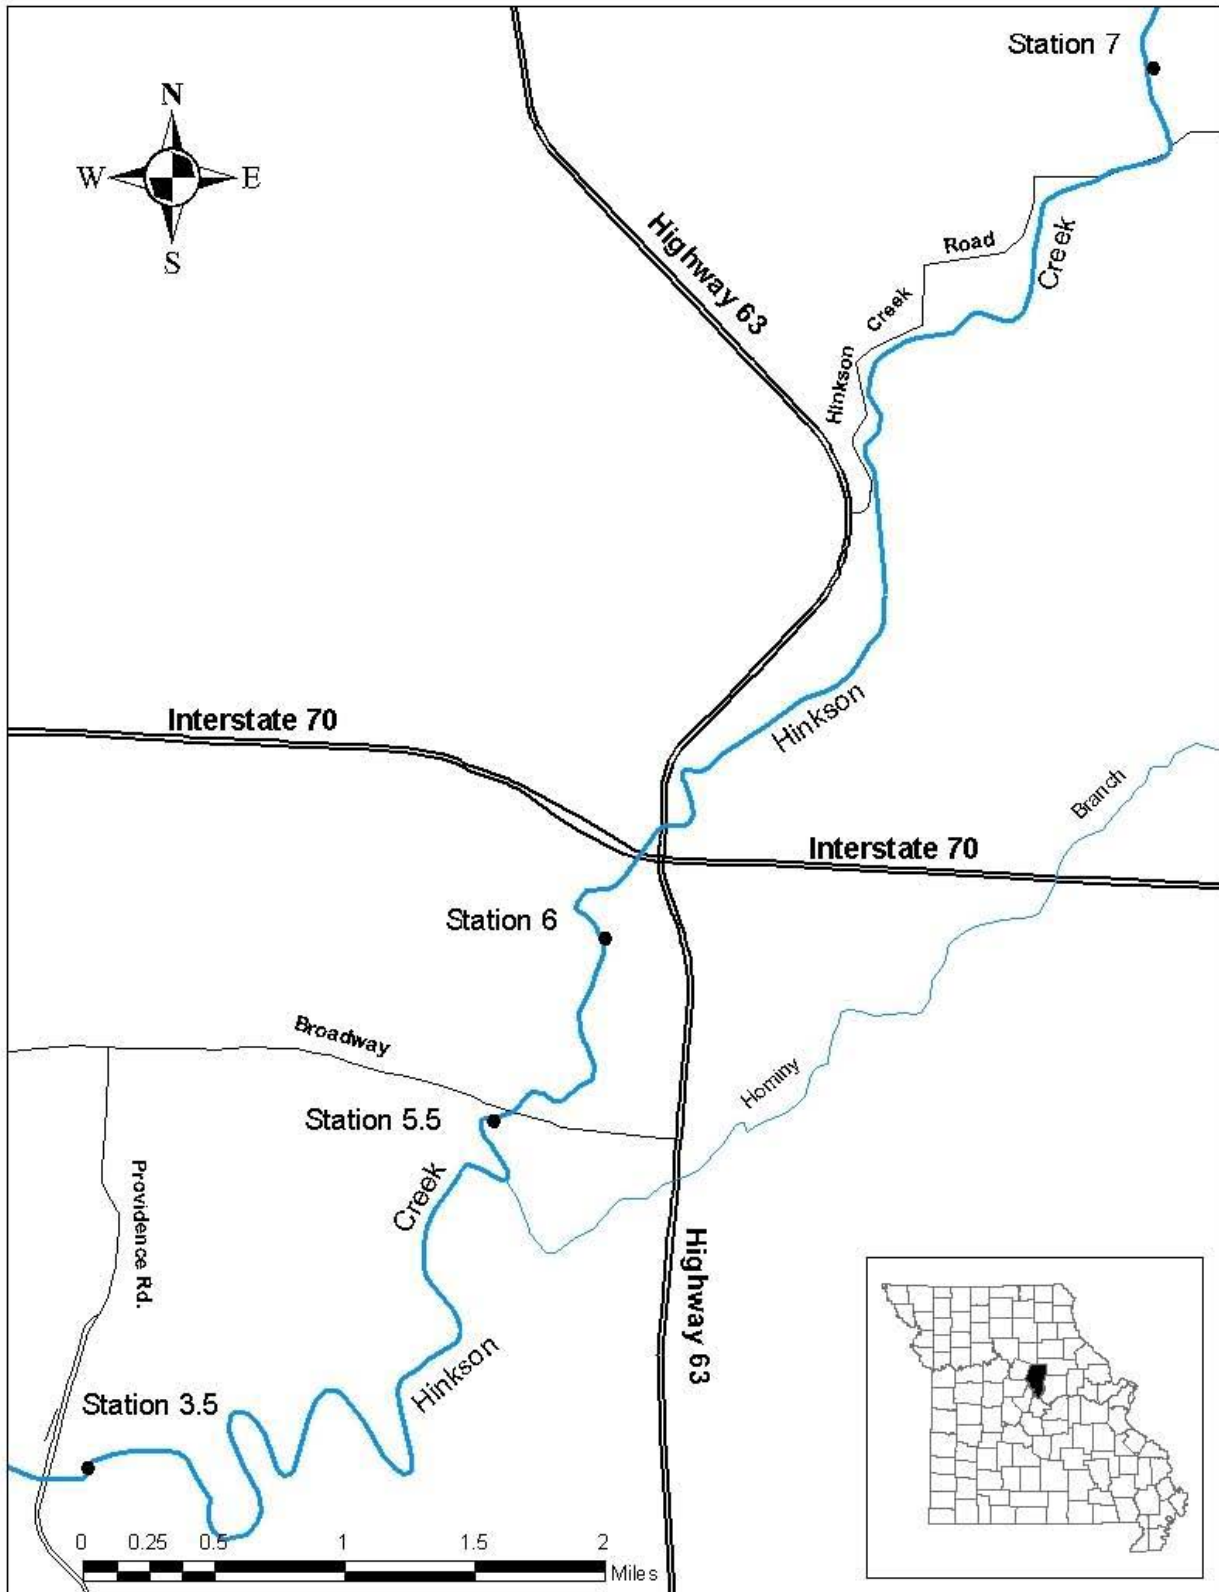 Station 7
N
W E
S
Highway 63
Road
Creek
Creek
Hinkson
Interstate 70
Hinkson
Branch
Interstate 70
Station 6
Broadway
Hominy
Station 5.5
Creek
Providence Rd.
Highway 63
Hinkson
Station 3.5
0 0.25 0.5 1 2
Miles